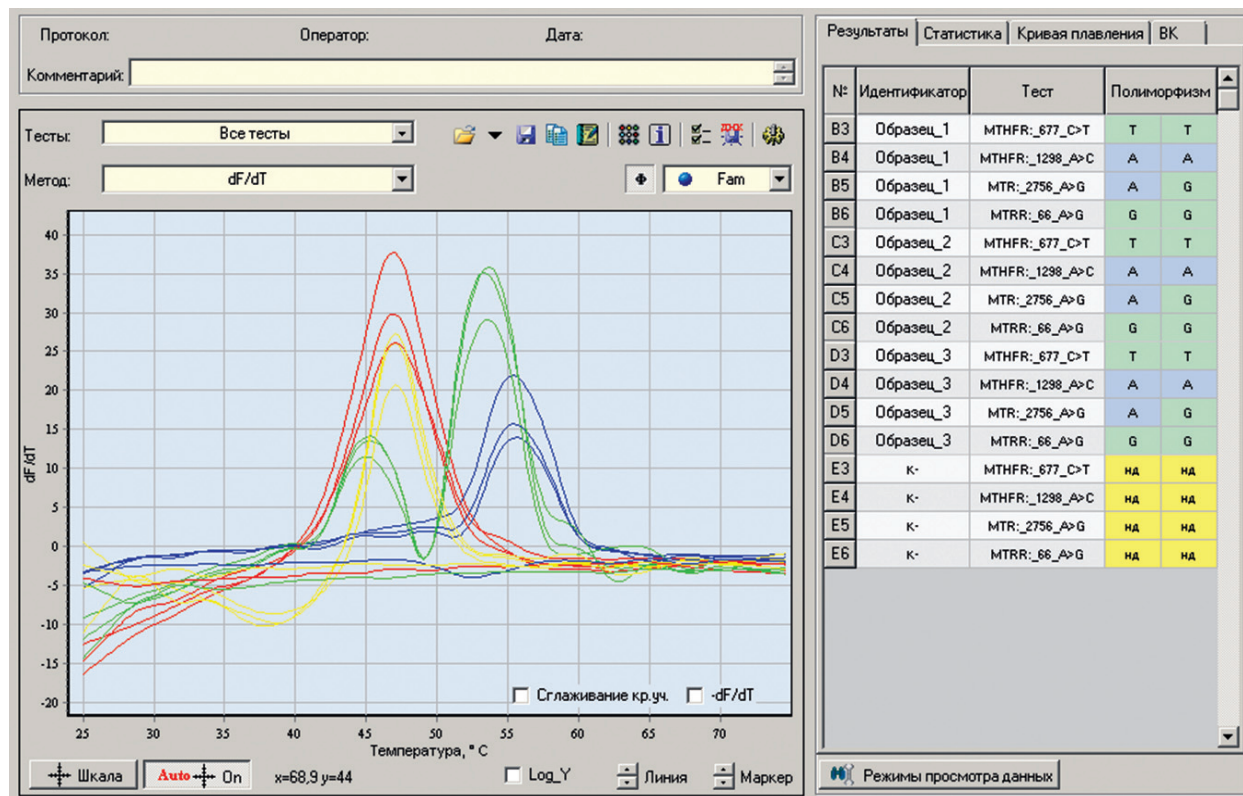 Протокол: Оператор: Дата:
Комментарий:
Тесты: Все тесты
Метод: dF/dT
Ф Fam
40
35
30
25
20
15
10
5
0
-5
-10
-15
-20
dF/dT
Сглаживание кр.уч. -dF/dT
25 30 35 40 45 50 55 60 65 70
Температура, ° C
Шкала Auto On x=68,9 y=44 Log_Y Линия Маркер
Результаты Статистика Кривая плавления ВК
№ Идентификатор Тест Полиморфизм
B3 Образец_1 MTHFR:_677_C>T T T
B4 Образец_1 MTHFR:_1298_A>C A A
B5 Образец_1 MTR:_2756_A>G A G
B6 Образец_1 MTRR:_66_A>G G G
C3 Образец_2 MTHFR:_677_C>T T T
C4 Образец_2 MTHFR:_1298_A>C A A
C5 Образец_2 MTR:_2756_A>G A G
C6 Образец_2 MTRR:_66_A>G G G
D3 Образец_3 MTHFR:_677_C>T T T
D4 Образец_3 MTHFR:_1298_A>C A A
D5 Образец_3 MTR:_2756_A>G A G
D6 Образец_3 MTRR:_66_A>G G G
E3 К- MTHFR:_677_C>T нд нд
E4 К- MTHFR:_1298_A>C нд нд
E5 К- MTR:_2756_A>G нд нд
E6 К- MTRR:_66_A>G нд нд
Режимы просмотра данных